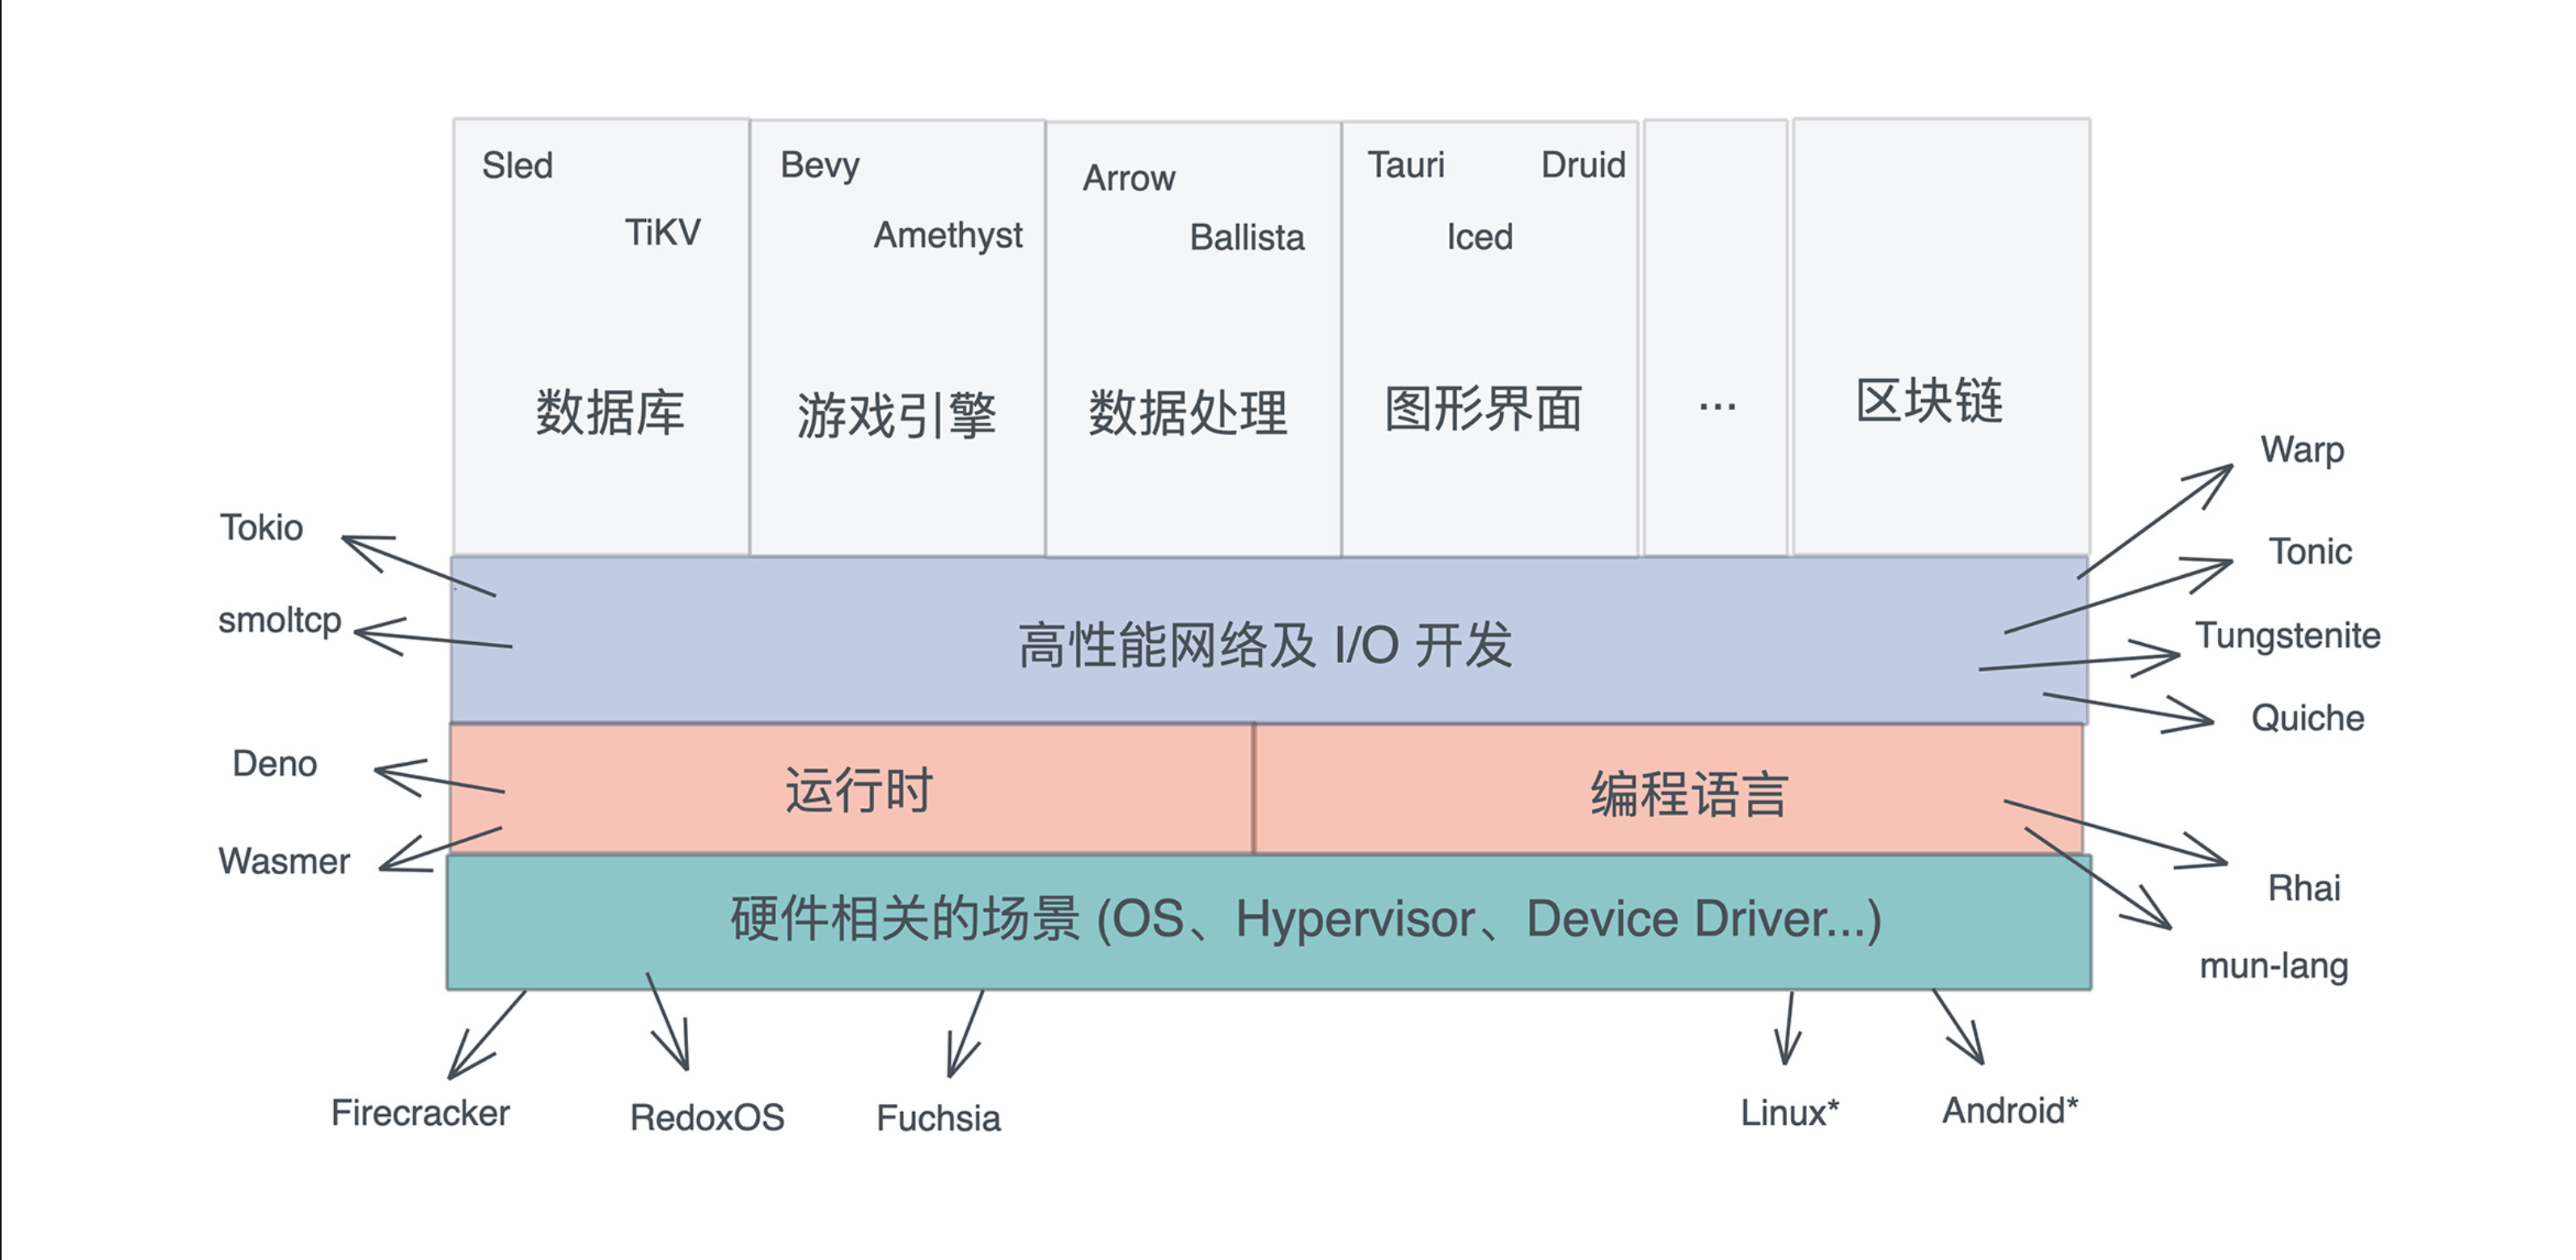 Sled
TiKV
数据库
Bevy
Amethyst
游戏引擎
Arrow
Ballista
数据处理
Tauri
Druid
Iced
图形界面
...
区块链
Tokio
smoltcp
高性能网络及 I/O 开发
Warp
Tonic
Tungstenite
Quiche
Deno
Wasmer
运行时
编程语言
Rhai
mun-lang
硬件相关的场景 (OS、Hypervisor、Device Driver...)
Firecracker
RedoxOS
Fuchsia
Linux*
Android*